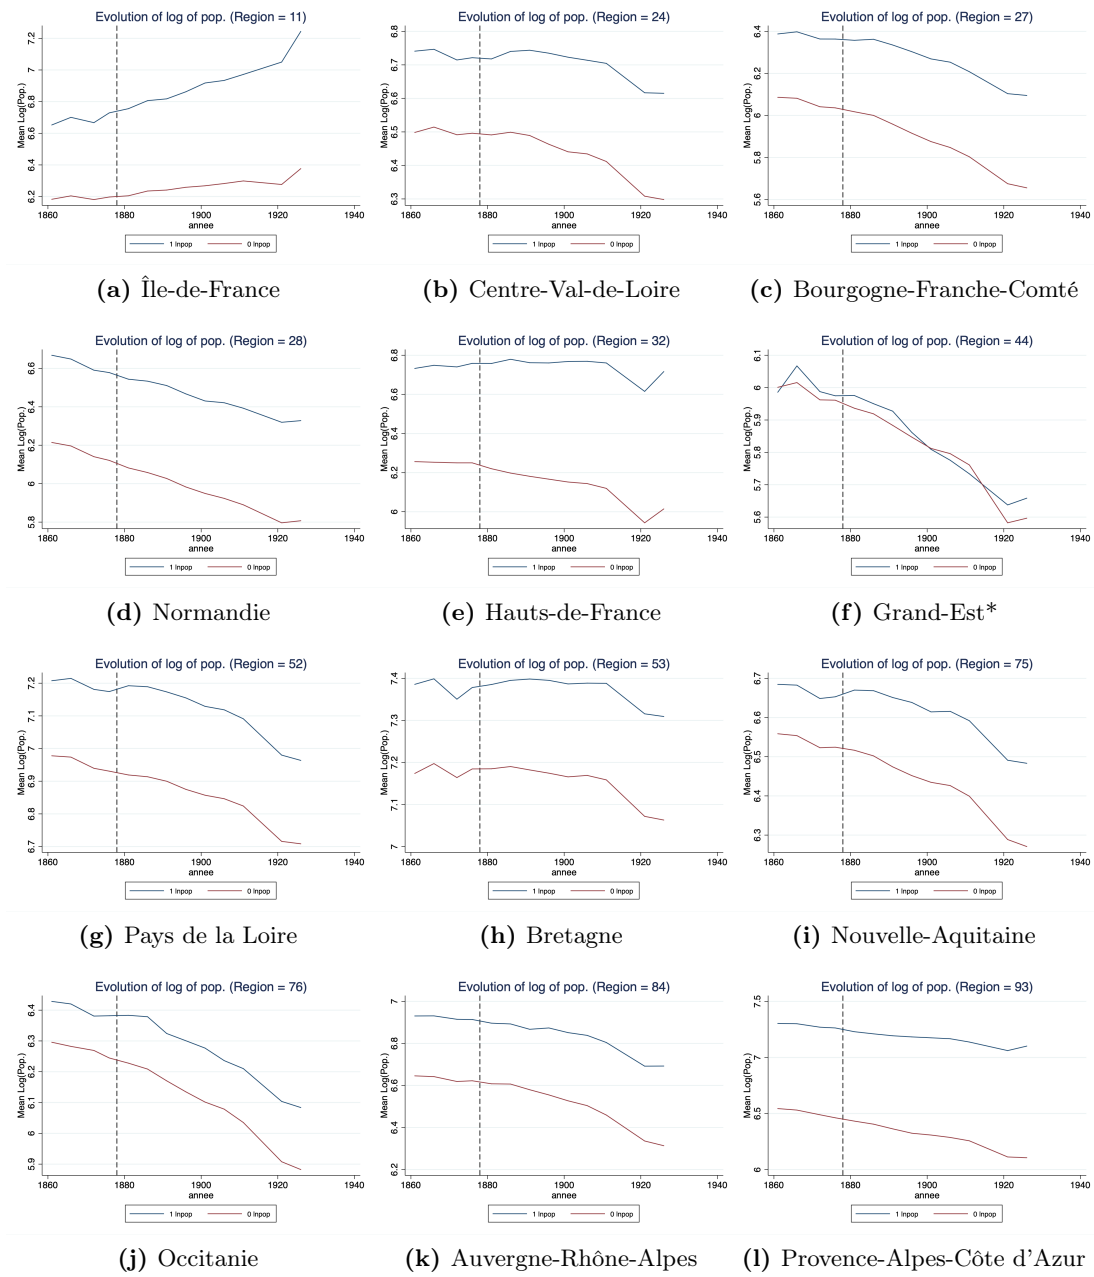 Evolution of log of pop. (Region = 11)
Mean Log(Pop.)
7.2
7
6.8
6.6
6.4
6.2
1860 1880 1900 1920 1940
annee
1 lnpop 0 lnpop
(a) Île-de-France
Evolution of log of pop. (Region = 24)
Mean Log(Pop.)
6.8
6.7
6.6
6.5
6.4
6.3
1860 1880 1900 1920 1940
annee
1 lnpop 0 lnpop
(b) Centre-Val-de-Loire
Evolution of log of pop. (Region = 27)
Mean Log(Pop.)
6.4
6.2
6
5.8
5.6
1860 1880 1900 1920 1940
annee
1 lnpop 0 lnpop
(c) Bourgogne-Franche-Comté
Evolution of log of pop. (Region = 28)
Mean Log(Pop.)
6.6
6.4
6.2
6
5.8
1860 1880 1900 1920 1940
annee
1 lnpop 0 lnpop
(d) Normandie
Evolution of log of pop. (Region = 32)
Mean Log(Pop.)
6.8
6.6
6.4
6.2
6
1860 1880 1900 1920 1940
annee
1 lnpop 0 lnpop
(e) Hauts-de-France
Evolution of log of pop. (Region = 44)
Mean Log(Pop.)
6.1
6
5.9
5.8
5.7
5.6
1860 1880 1900 1920 1940
annee
1 lnpop 0 lnpop
(f) Grand-Est*
Evolution of log of pop. (Region = 52)
Mean Log(Pop.)
7.2
7.1
7
6.9
6.8
6.7
1860 1880 1900 1920 1940
annee
1 lnpop 0 lnpop
(g) Pays de la Loire
Evolution of log of pop. (Region = 53)
Mean Log(Pop.)
7.4
7.3
7.2
7.1
7
1860 1880 1900 1920 1940
annee
1 lnpop 0 lnpop
(h) Bretagne
Evolution of log of pop. (Region = 75)
Mean Log(Pop.)
6.7
6.6
6.5
6.4
6.3
1860 1880 1900 1920 1940
annee
1 lnpop 0 lnpop
(i) Nouvelle-Aquitaine
Evolution of log of pop. (Region = 76)
Mean Log(Pop.)
6.4
6.3
6.2
6.1
6
5.9
1860 1880 1900 1920 1940
annee
1 lnpop 0 lnpop
(j) Occitanie
Evolution of log of pop. (Region = 84)
Mean Log(Pop.)
7
6.8
6.6
6.4
6.2
1860 1880 1900 1920 1940
annee
1 lnpop 0 lnpop
(k) Auvergne-Rhône-Alpes
Evolution of log of pop. (Region = 93)
Mean Log(Pop.)
7.5
7
6.5
6
1860 1880 1900 1920 1940
annee
1 lnpop 0 lnpop
(l) Provence-Alpes-Côte d'Azur